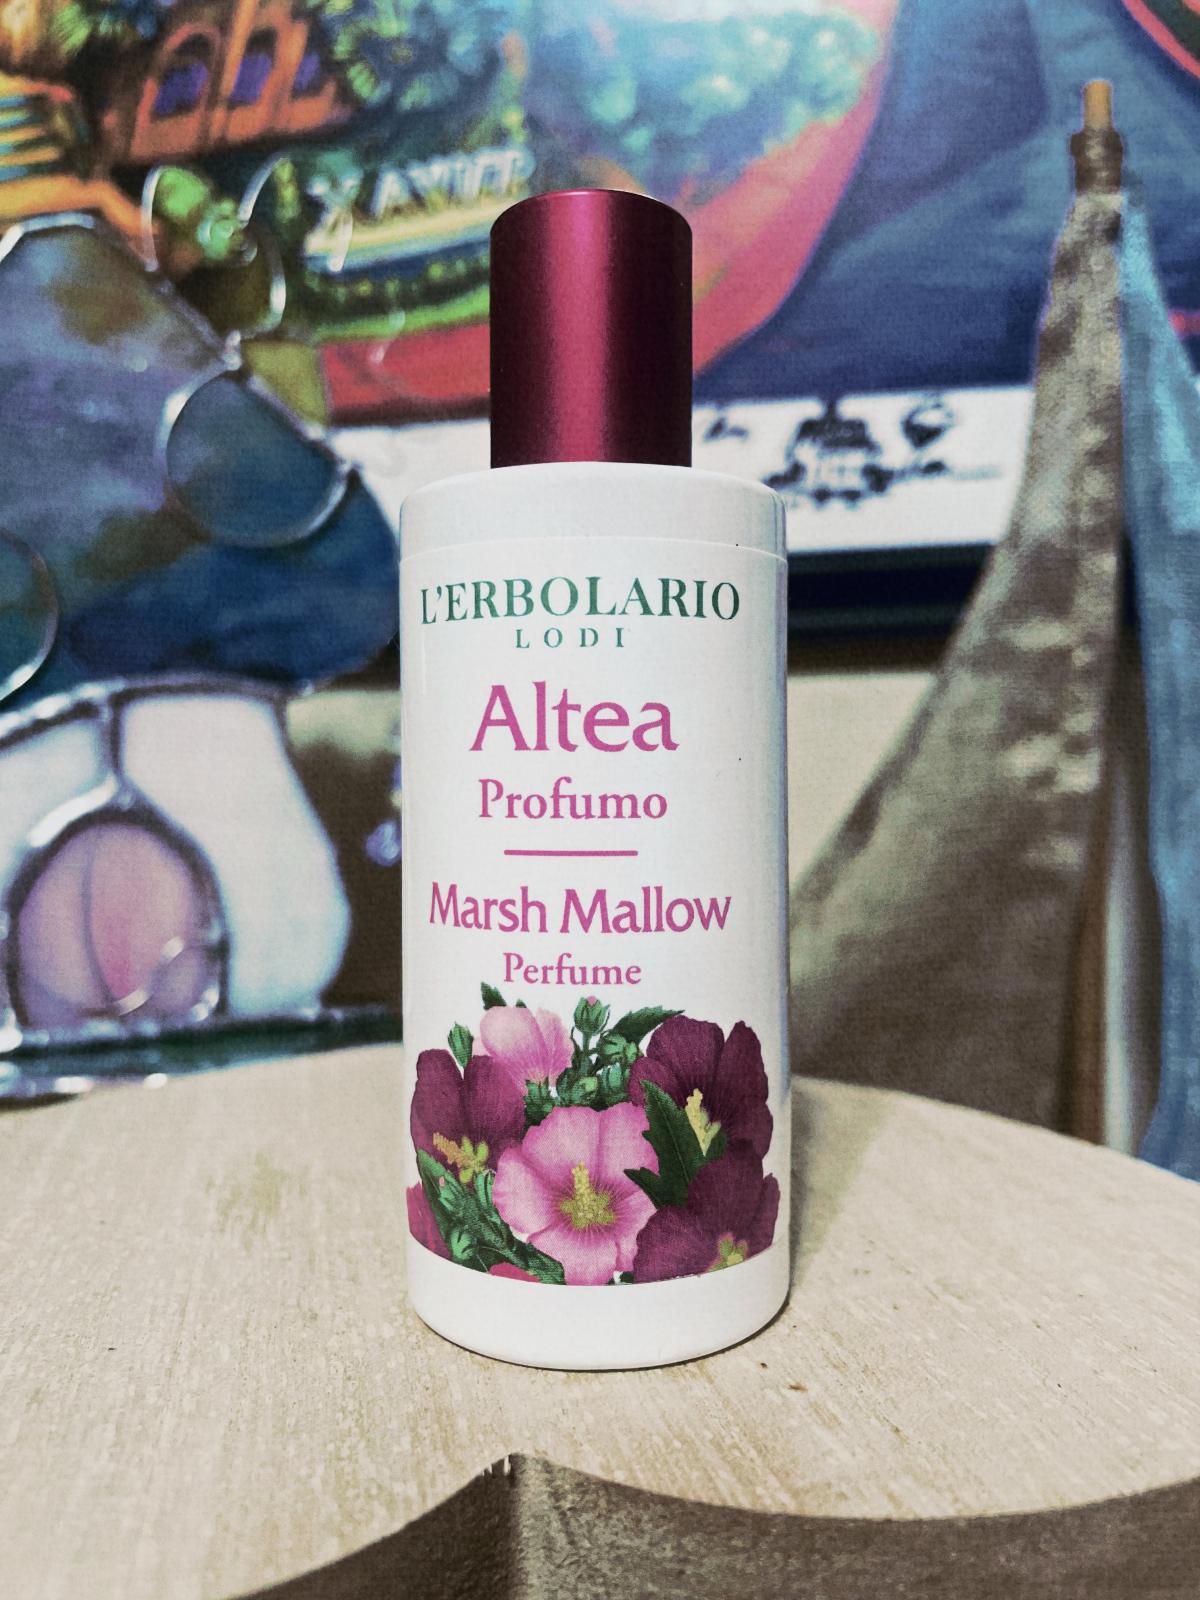 L'ERBOLARIO
LODI
Altea
Profumo
Marsh Mallow
Perfume